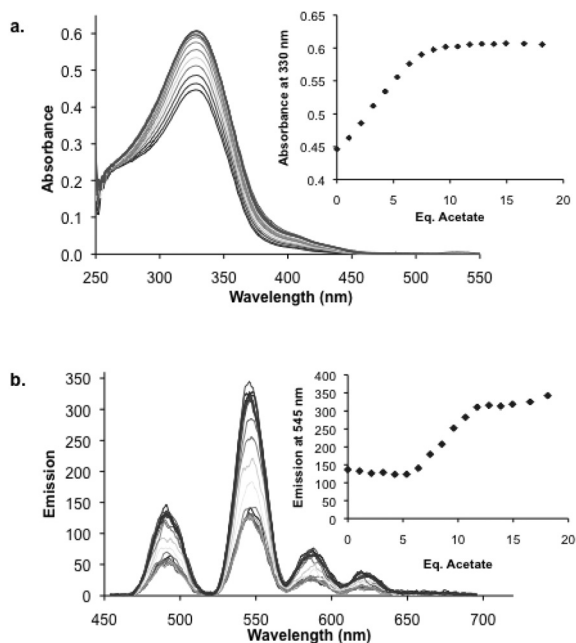 a.
0.6
0.5
0.4
0.3
0.2
0.1
0.0
Absorbance
250 300 350 400 450 500 550
Wavelength (nm)
0.65
0.6
0.55
0.5
0.45
0.4
Absorbance at 330 nm
0 5 10 15 20
Eq. Acetate
b.
350
300
250
200
150
100
50
0
Emission
450 500 550 600 650 700
Wavelength (nm)
400
350
300
250
200
150
100
50
0
Emission at 545 nm
0 5 10 15 20
Eq. Acetate